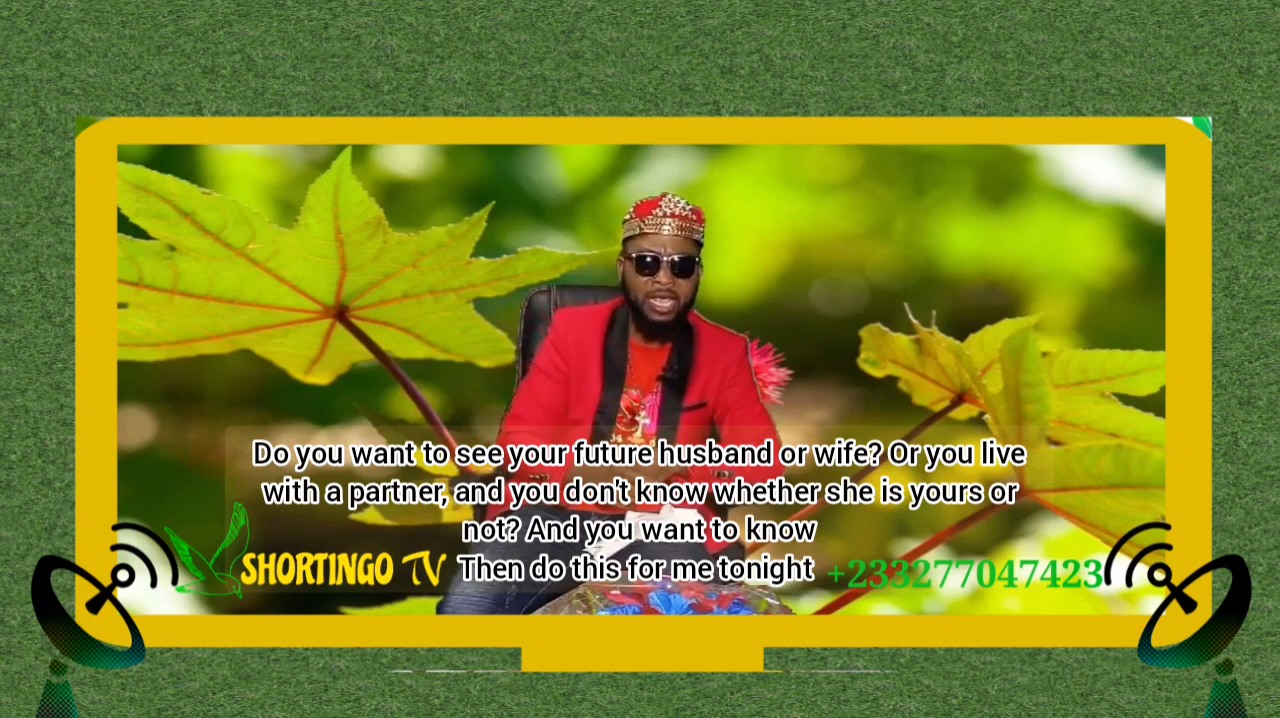 Do you want to see your future husband or wife? Or you live
with a partner, and you don't know whether she is yours or
not? And you want to know
Then do this for me tonight
SHORTINGO TV
+233277047423